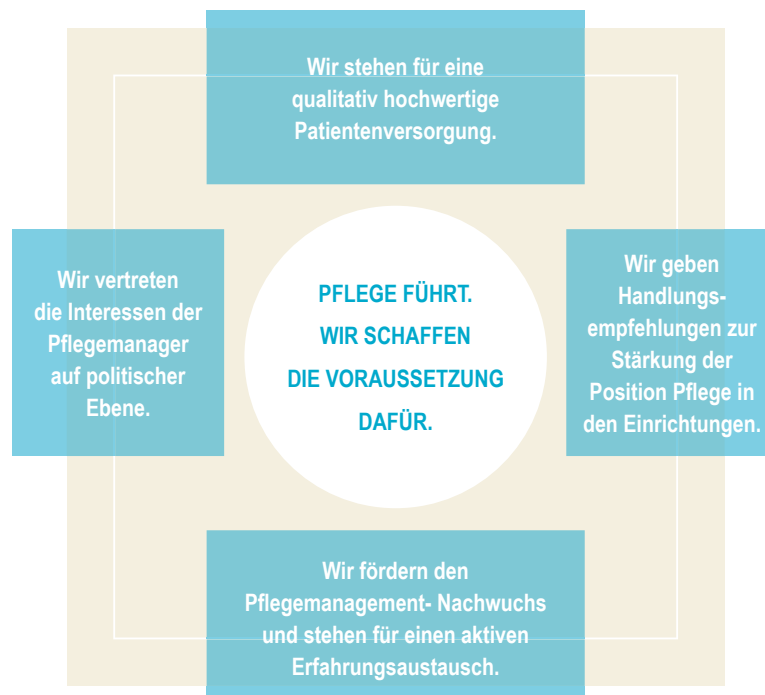 Wir stehen für eine
qualitativ hochwertige
Patientenversorgung.
Wir vertreten
die Interessen der
Pflegemanager
auf politischer
Ebene.
PFLEGE FÜHRT.
WIR SCHAFFEN
DIE VORAUSSETZUNG
DAFÜR.
Wir geben
Handlungs-
empfehlungen zur
Stärkung der
Position Pflege in
den Einrichtungen.
Wir fördern den
Pflegemanagement- Nachwuchs
und stehen für einen aktiven
Erfahrungsaustausch.